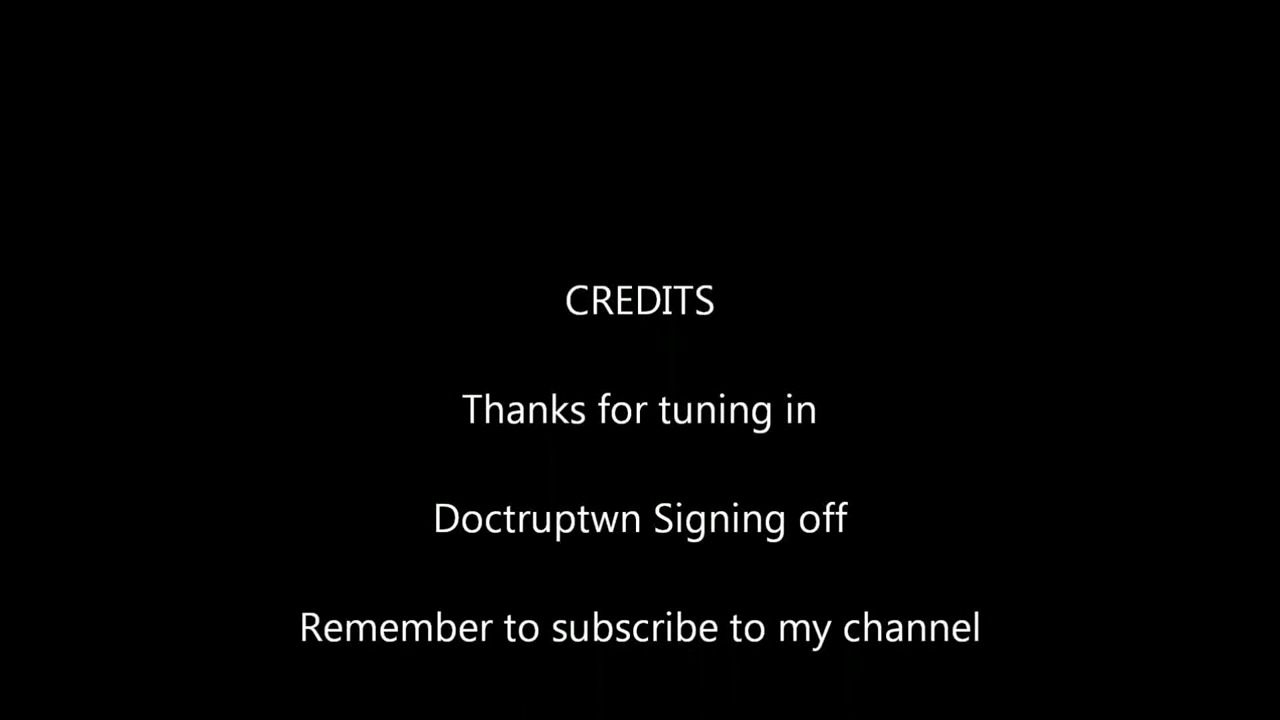 CREDITS
Thanks for tuning in
Doctruptwn Signing off
Remember to subscribe to my channel